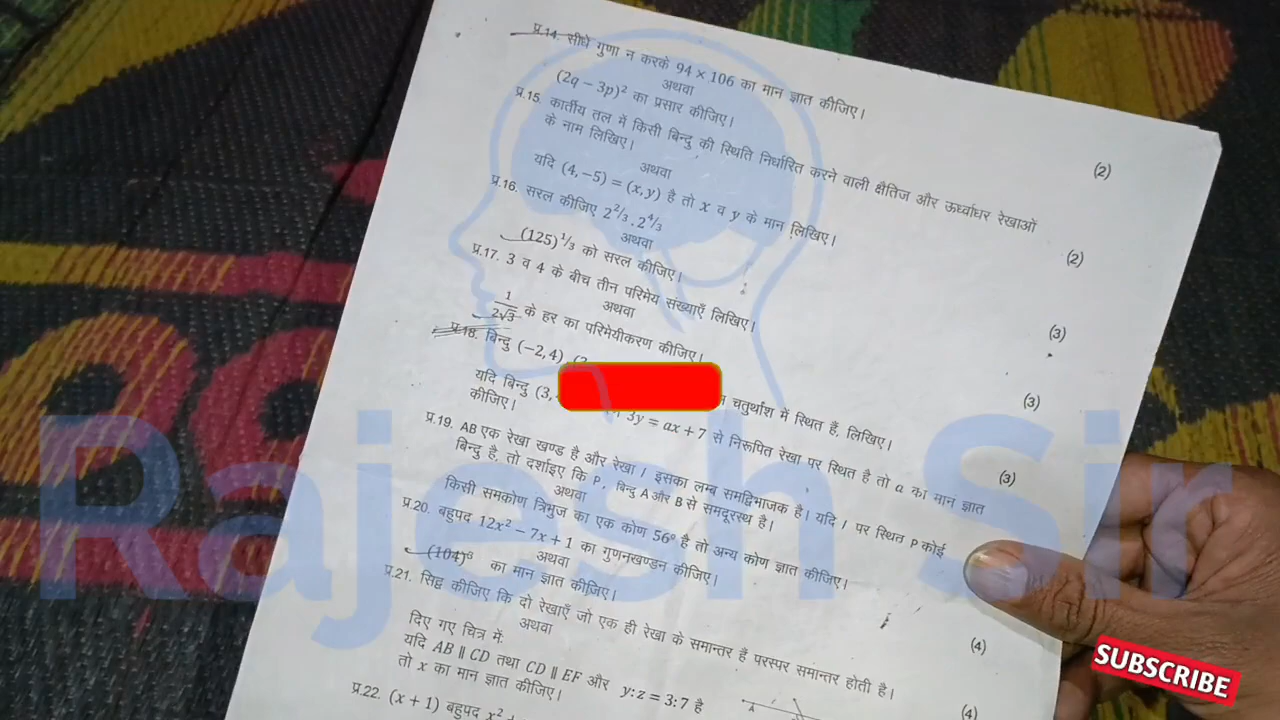 प्र.14. सीधे गुणा न करके 94 × 106 का मान ज्ञात कीजिए।
अथवा
(2q − 3p)² का प्रसार कीजिए।
प्र.15. कार्तीय तल में किसी बिन्दु की स्थिति निर्धारित करने वाली क्षैतिज और ऊर्ध्वाधर रेखाओं
के नाम लिखिए।
(2)
अथवा
यदि (4, −5) = (x, y) है तो x व y के मान लिखिए।
प्र.16. सरल कीजिए 2^2/3 . 2^4/3
(2)
अथवा
(125)^1/3 को सरल कीजिए।
प्र.17. 3 व 4 के बीच तीन परिमेय संख्याएँ लिखिए।
(3)
अथवा
1/2√3 के हर का परिमेयीकरण कीजिए।
प्र.18. बिन्दु (−2, 4)
चतुर्थांश में स्थित हैं, लिखिए।
(3)
यदि बिन्दु (3, 3y = ax + 7 से निरूपित रेखा पर स्थित है तो a का मान ज्ञात
कीजिए।
(3)
प्र.19. AB एक रेखा खण्ड है और रेखा l इसका लम्ब समद्विभाजक है। यदि l पर स्थित P कोई
बिन्दु है, तो दर्शाइए कि P, बिन्दु A और B से समदूरस्थ है।
अथवा
किसी समकोण त्रिभुज का एक कोण 56° है तो अन्य कोण ज्ञात कीजिए।
प्र.20. बहुपद 12x² − 7x + 1 का गुणनखण्डन कीजिए।
अथवा
(104)³ का मान ज्ञात कीजिए।
प्र.21. सिद्ध कीजिए कि दो रेखाएँ जो एक ही रेखा के समान्तर हैं परस्पर समान्तर होती है।
(4)
अथवा
दिए गए चित्र में:
यदि AB ∥ CD तथा CD ∥ EF और y: z = 3: 7 है
तो x का मान ज्ञात कीजिए।
(4)
A
प्र.22. (x + 1) बहुपद
Rajesh Sir
SUBSCRIBE